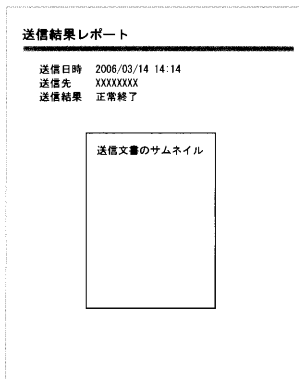 送信結果レポート
送信日時 2006/03/14 14:14
送信先 XXXXXXXX
送信結果 正常終了
送信文書のサムネイル